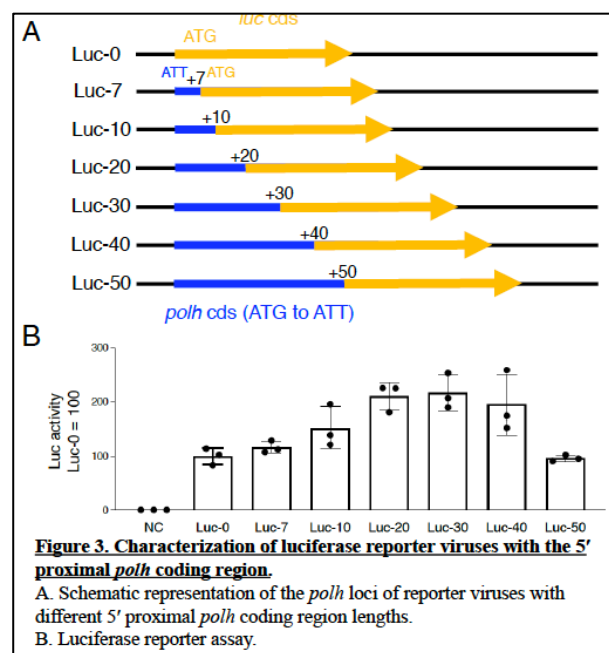 A
luc cds
ATG
Luc-0
ATT +7 ATG
Luc-7
+10
Luc-10
+20
Luc-20
+30
Luc-30
+40
Luc-40
+50
Luc-50
polh cds (ATG to ATT)
B
Luc activity
Luc-0 = 100
300
200
100
0
NC Luc-0 Luc-7 Luc-10 Luc-20 Luc-30 Luc-40 Luc-50
Figure 3. Characterization of luciferase reporter viruses with the 5′
proximal polh coding region.
A. Schematic representation of the polh loci of reporter viruses with
different 5′ proximal polh coding region lengths.
B. Luciferase reporter assay.